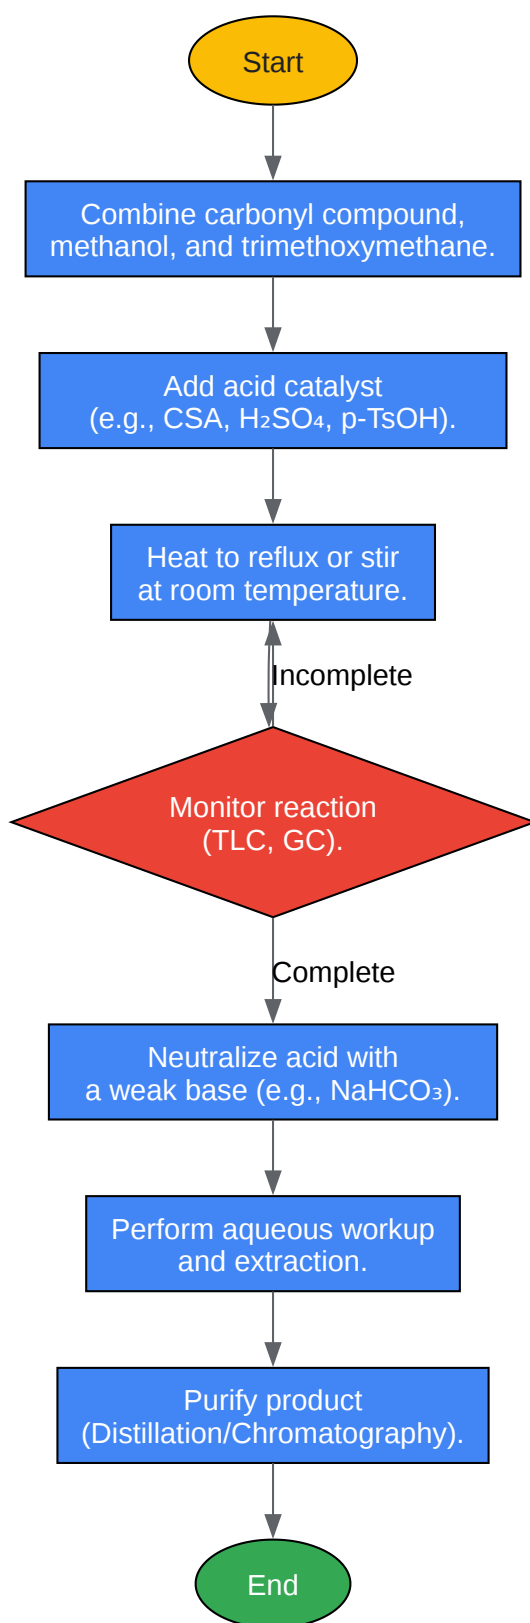 Start
Combine carbonyl compound,
methanol, and trimethoxymethane.
Add acid catalyst
(e.g., CSA, H₂SO₄, p-TsOH).
Heat to reflux or stir
at room temperature.
Incomplete
Monitor reaction
(TLC, GC).
Complete
Neutralize acid with
a weak base (e.g., NaHCO₃).
Perform aqueous workup
and extraction.
Purify product
(Distillation/Chromatography).
End